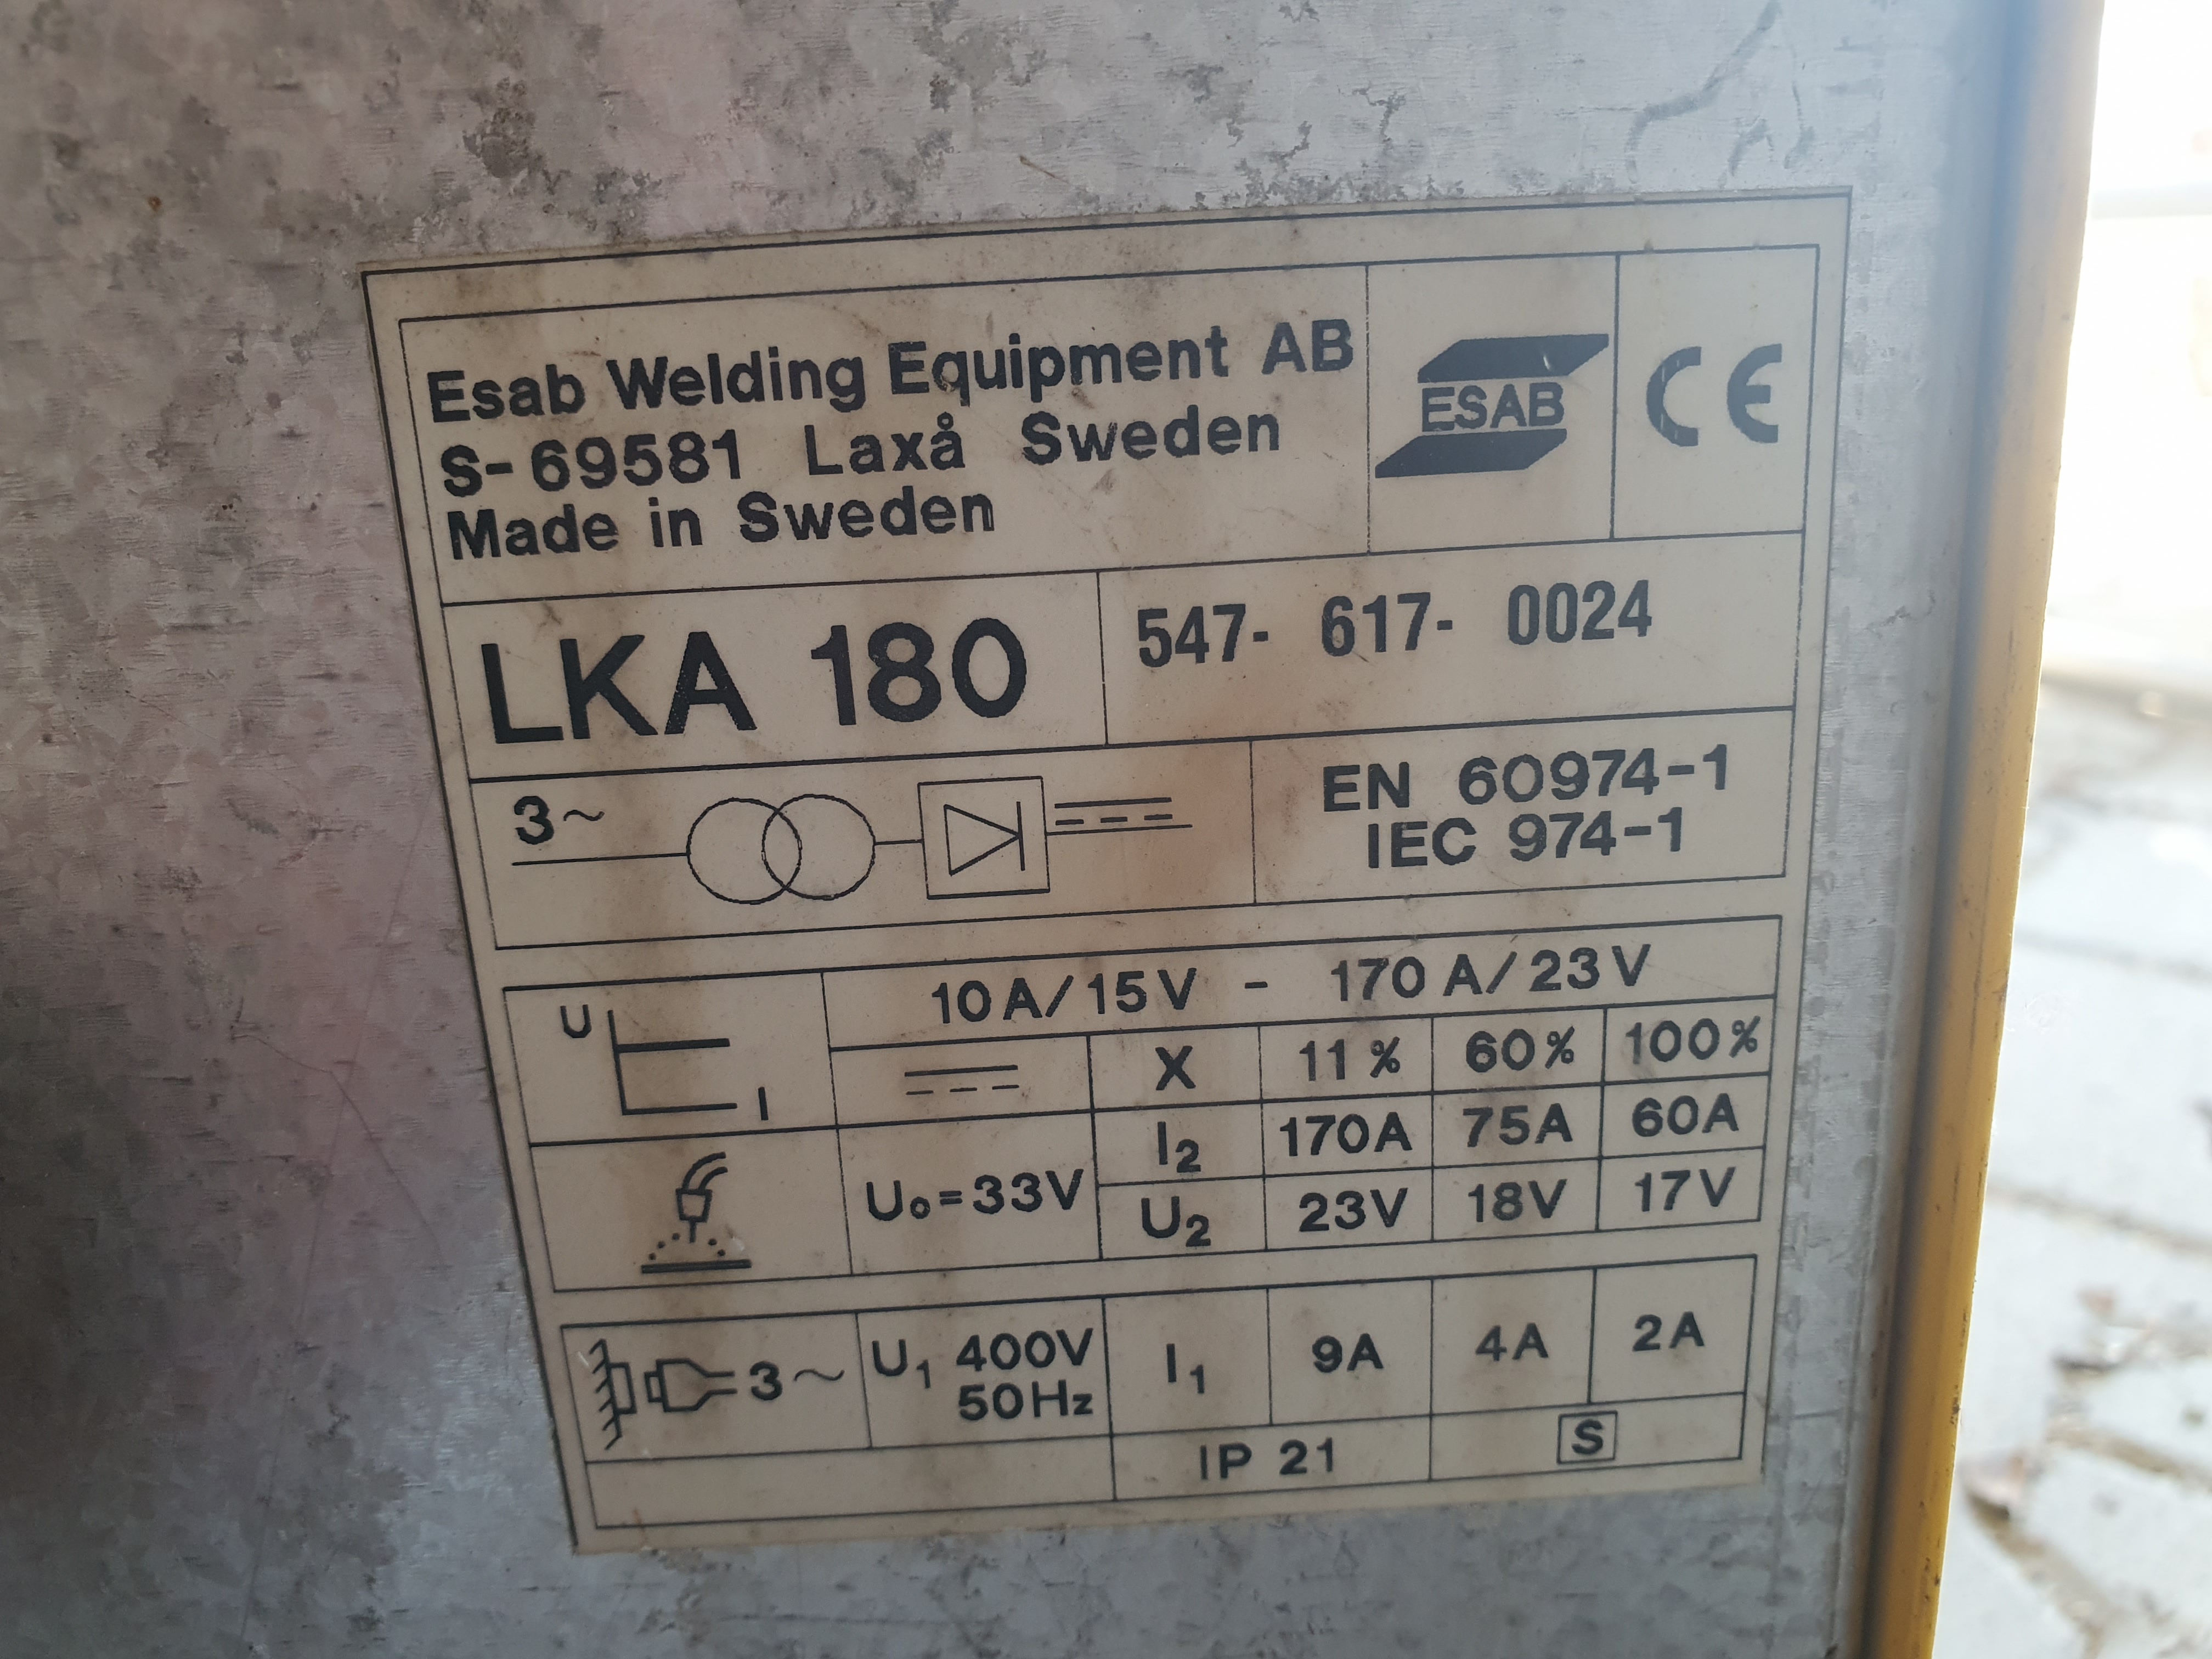 Esab Welding Equipment AB
S-69581 Laxå Sweden
Made in Sweden
ESAB
CE
LKA 180
547- 617- 0024
3~
EN 60974-1
IEC 974-1
U
I
10A/15V - 170A/23V
X 11% 60% 100%
I2 170A 75A 60A
U0=33V
U2 23V 18V 17V
3~ U1 400V
50Hz
I1 9A 4A 2A
IP 21
S